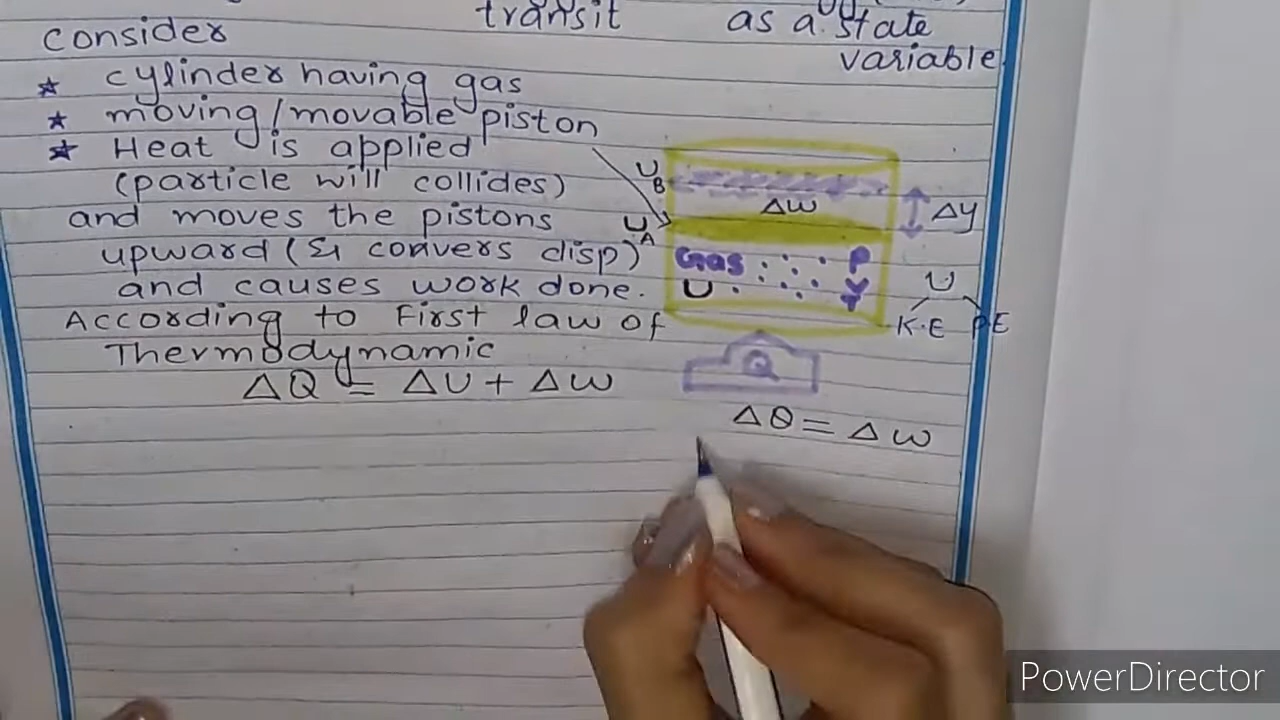 transit as a state
consider
variable
★ cylinder having gas
★ moving/movable piston
★ Heat is applied
(particle will collides)
and moves the pistons
upward (& convers disp)
and causes work done.
According to First law of
Thermodynamic
ΔQ = ΔU + Δw
U B
Δw
U A
Δy
Gas P
U V
T
U
K.E PE
Q
ΔQ = Δw
PowerDirector